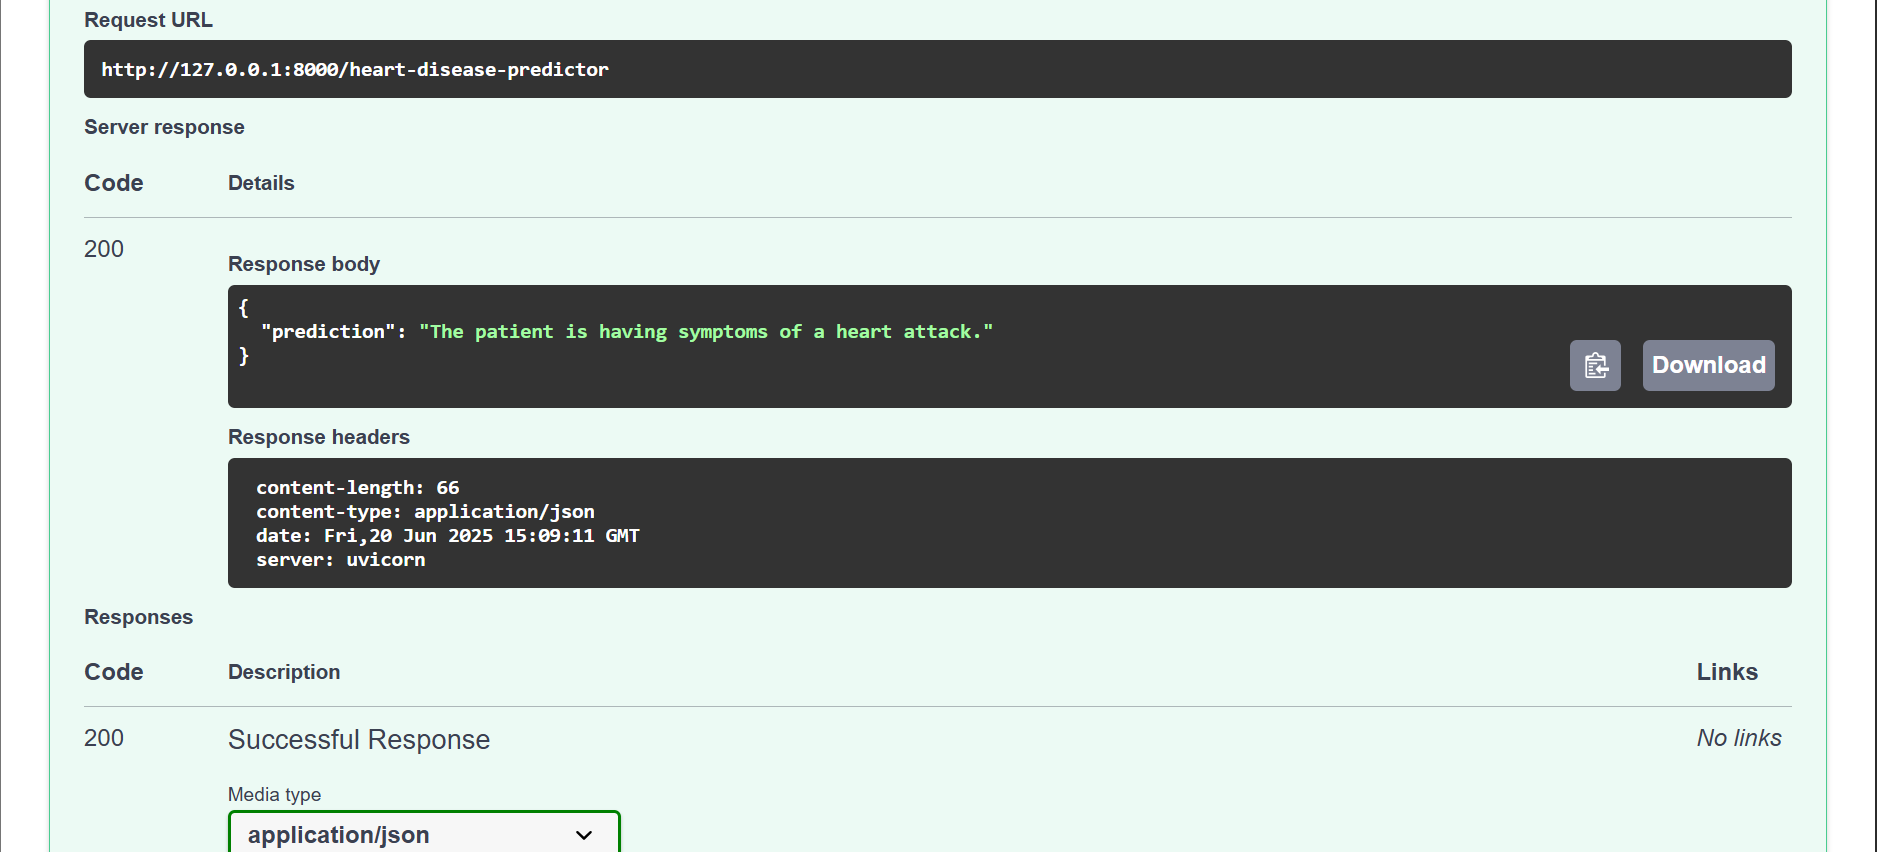 Request URL
http://127.0.0.1:8000/heart-disease-predictor
Server response
Code Details
200
Response body
{
"prediction": "The patient is having symptoms of a heart attack."
}
Download
Response headers
content-length: 66
content-type: application/json
date: Fri,20 Jun 2025 15:09:11 GMT
server: uvicorn
Responses
Code Description Links
200 Successful Response No links
Media type
application/json